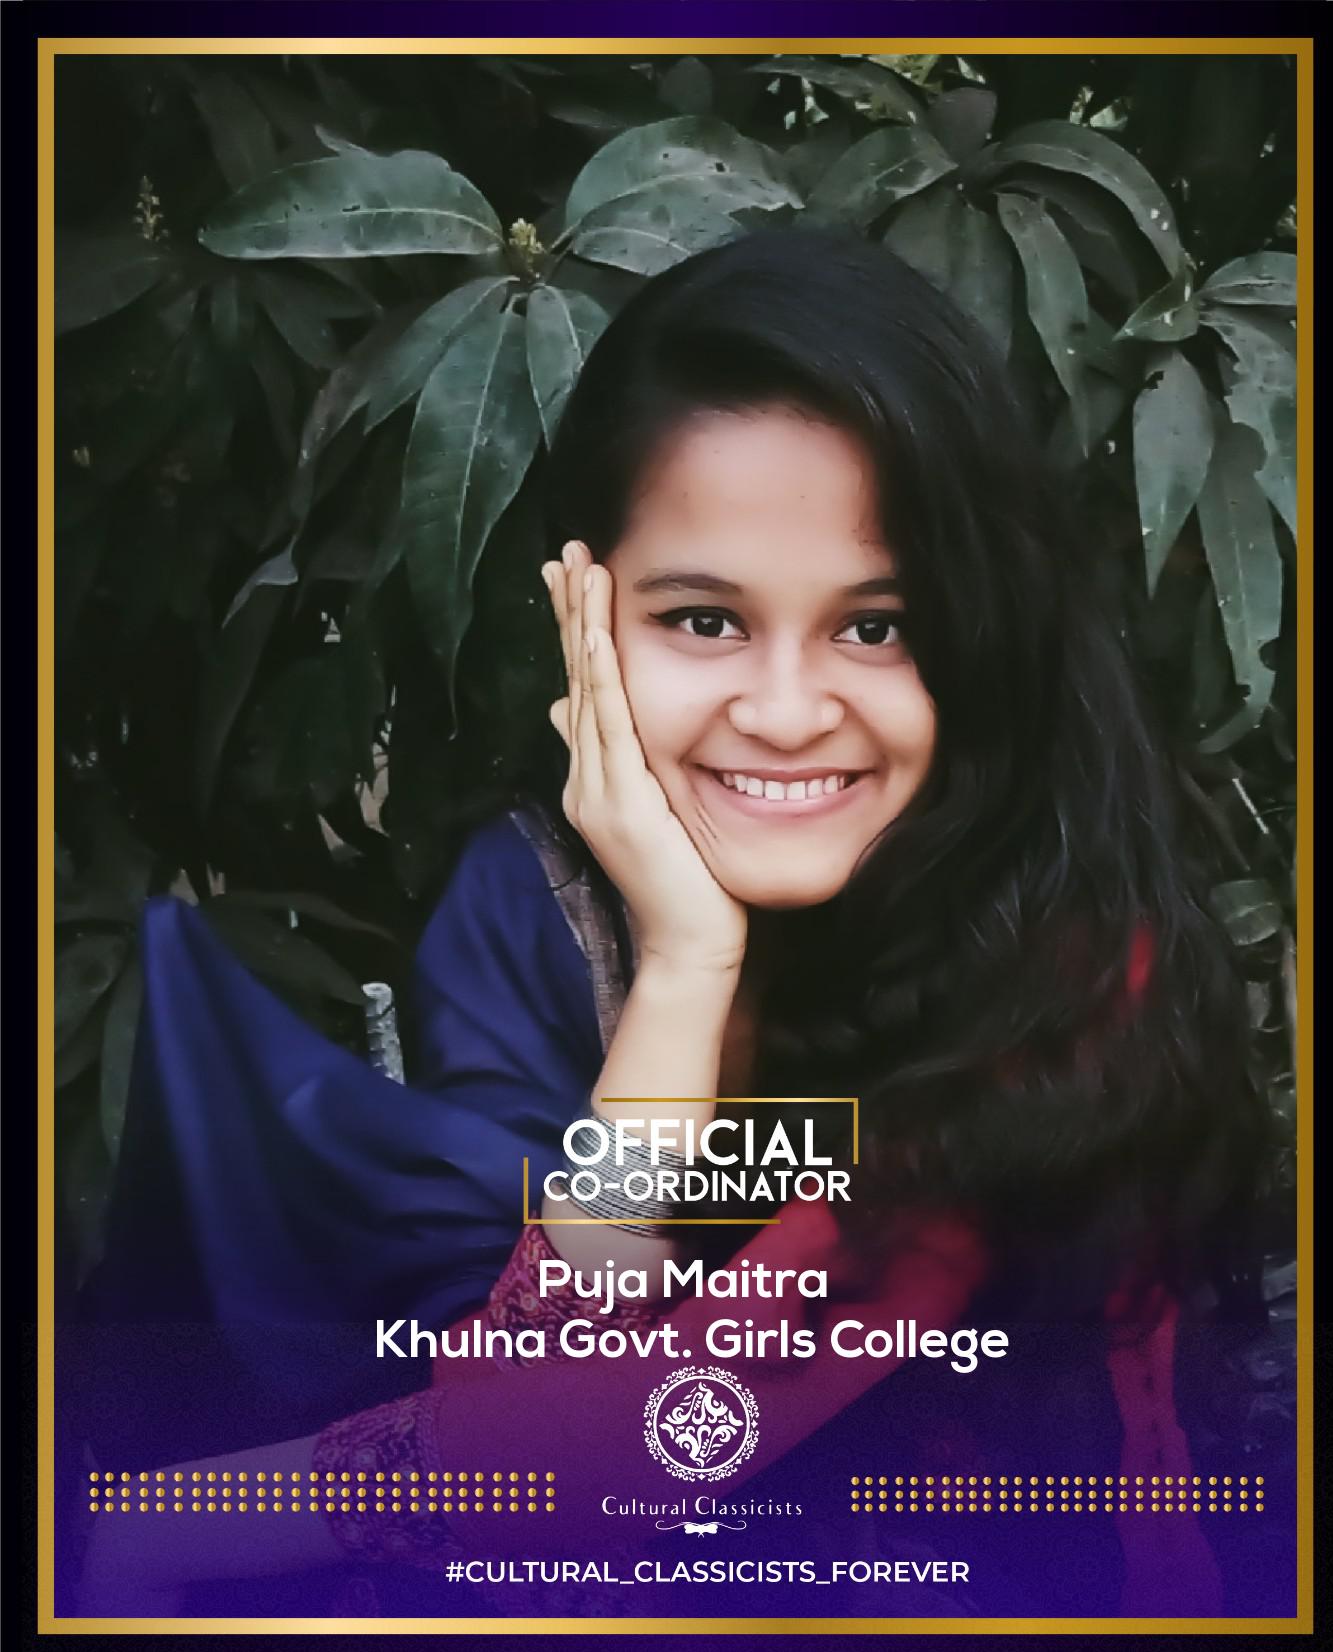 OFFICIAL
CO-ORDINATOR
Puja Maitra
Khulna Govt. Girls College
Cultural Classicists
#CULTURAL_CLASSICISTS_FOREVER